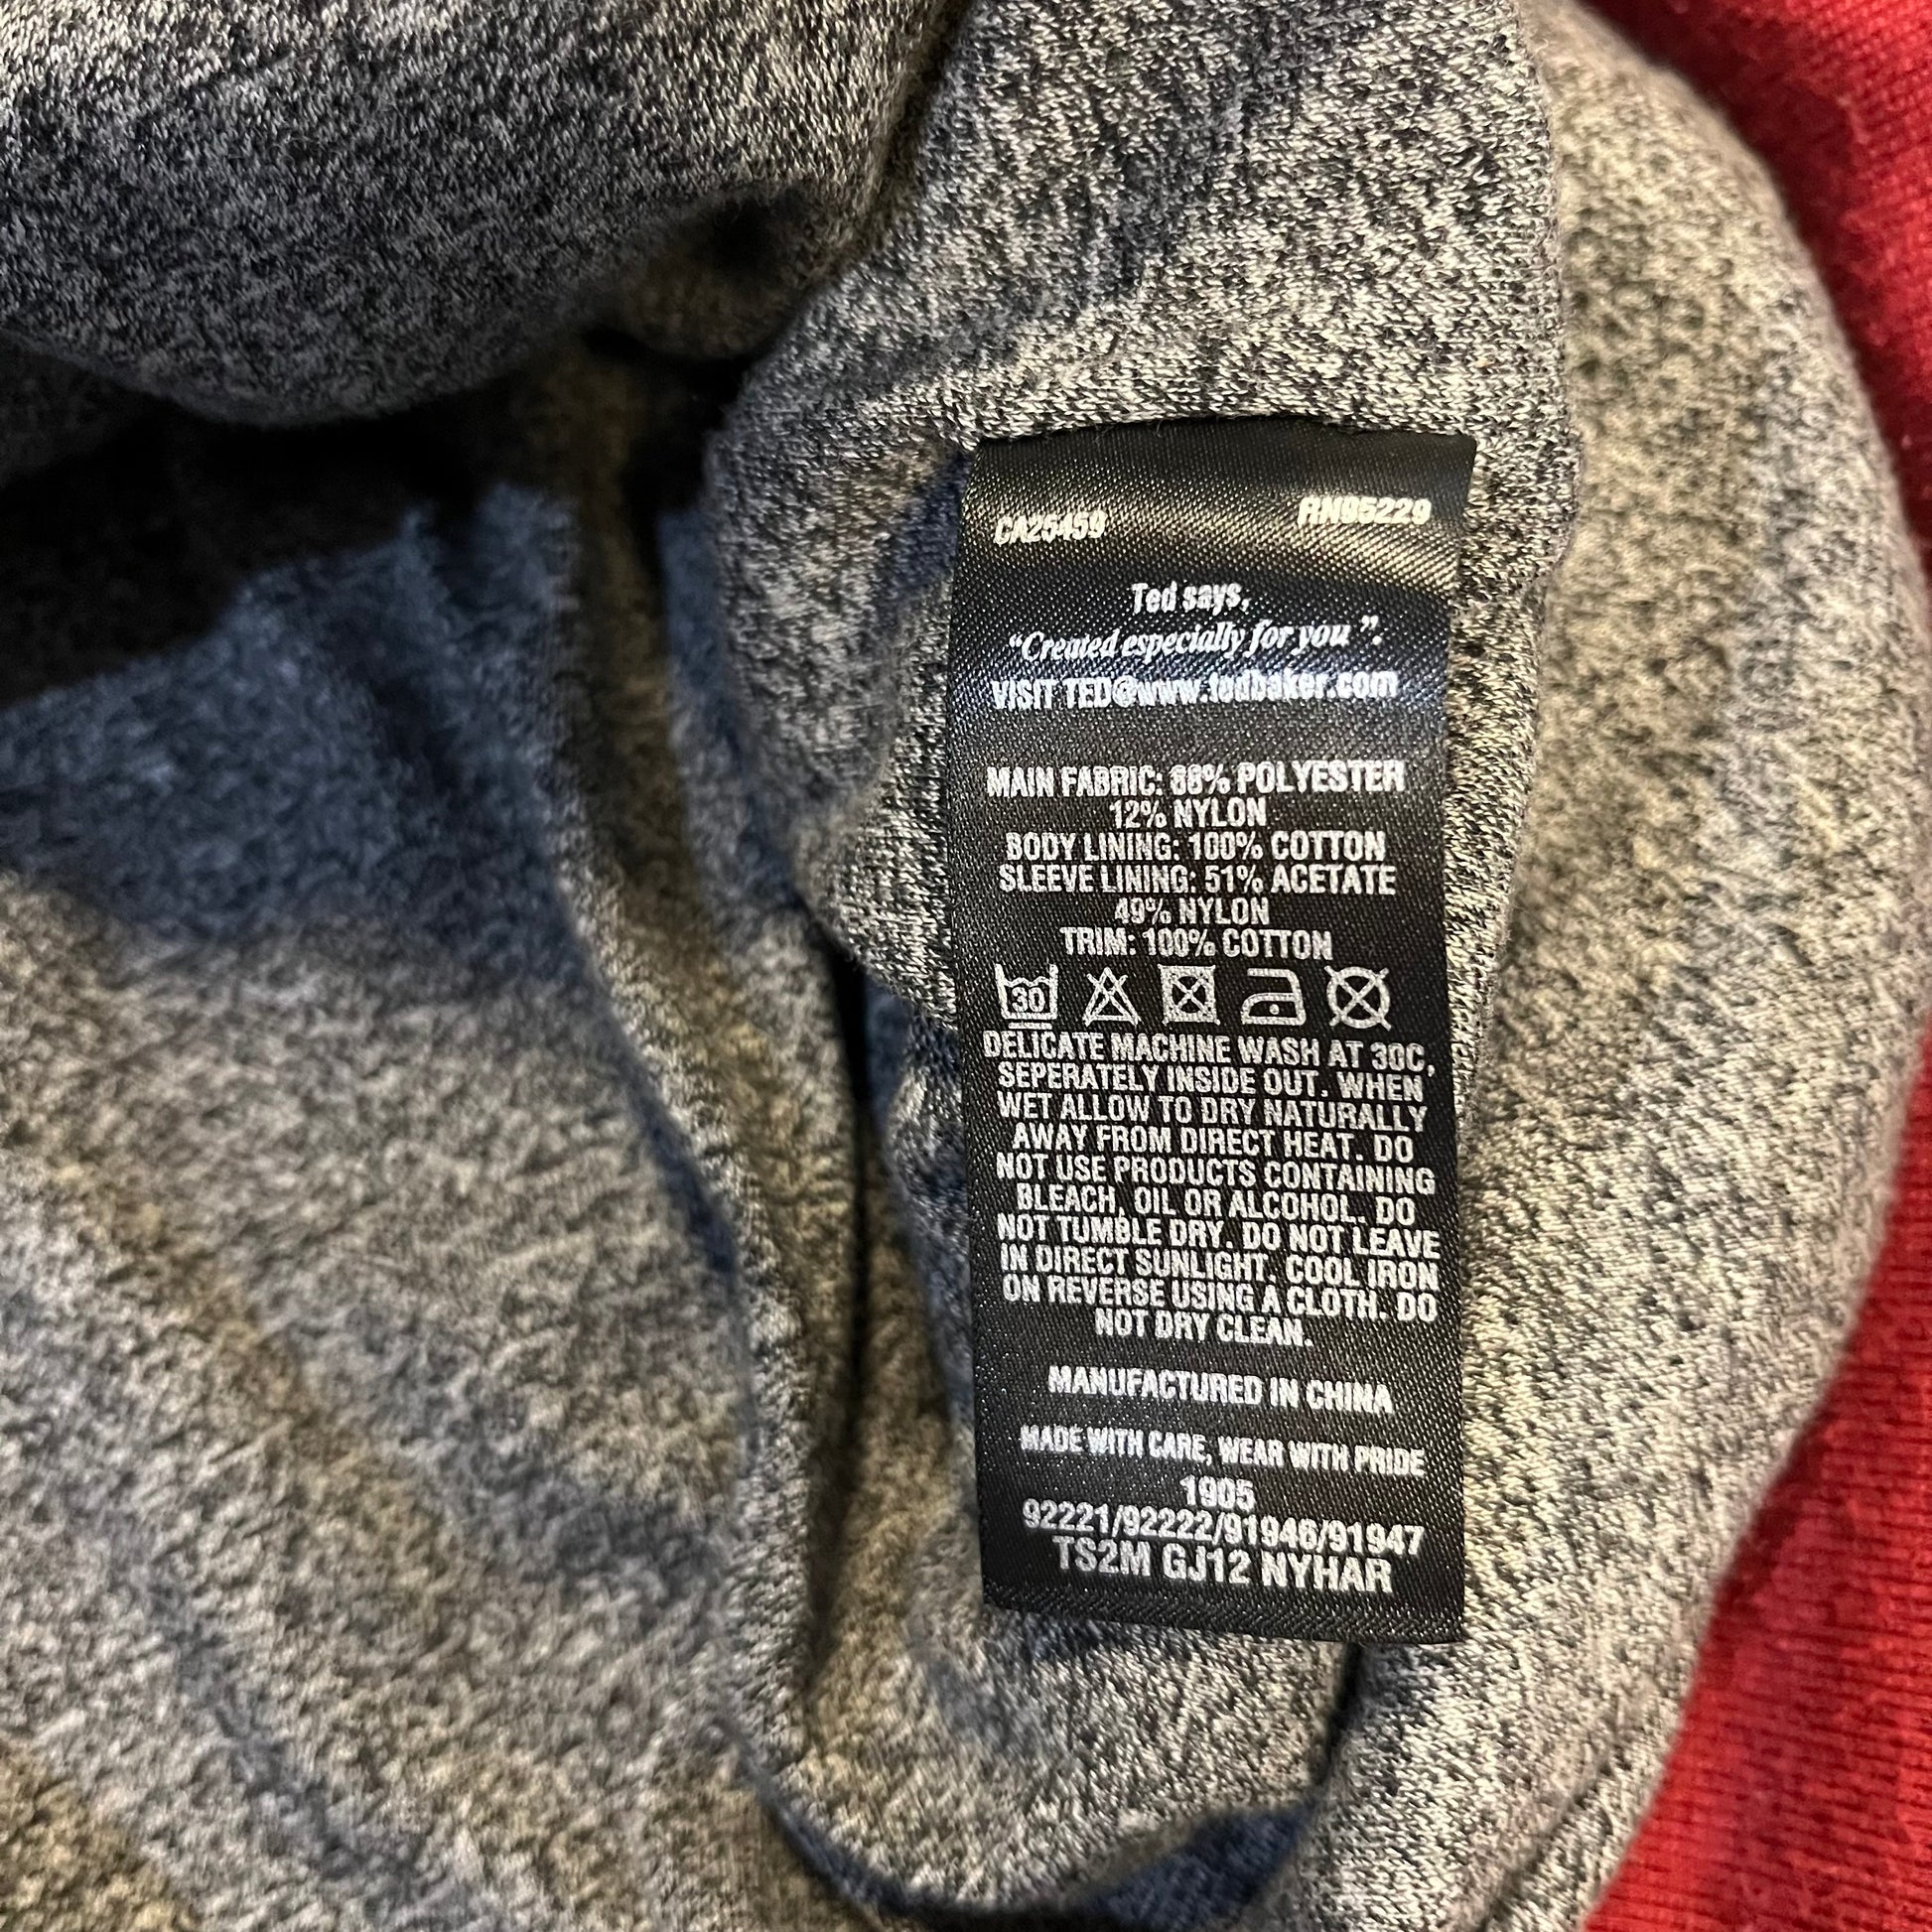 CA25459 RN95229
Ted says,
“Created especially for you ”.
VISIT TED@www.tedbaker.com
MAIN FABRIC: 88% POLYESTER
12% NYLON
BODY LINING: 100% COTTON
SLEEVE LINING: 51% ACETATE
49% NYLON
TRIM: 100% COTTON
30
DELICATE MACHINE WASH AT 30C,
SEPERATELY INSIDE OUT. WHEN
WET ALLOW TO DRY NATURALLY
AWAY FROM DIRECT HEAT. DO
NOT USE PRODUCTS CONTAINING
BLEACH, OIL OR ALCOHOL. DO
NOT TUMBLE DRY. DO NOT LEAVE
IN DIRECT SUNLIGHT. COOL IRON
ON REVERSE USING A CLOTH. DO
NOT DRY CLEAN.
MANUFACTURED IN CHINA
MADE WITH CARE, WEAR WITH PRIDE
1905
92221/92222/91946/91947
TS2M GJ12 NYHAR